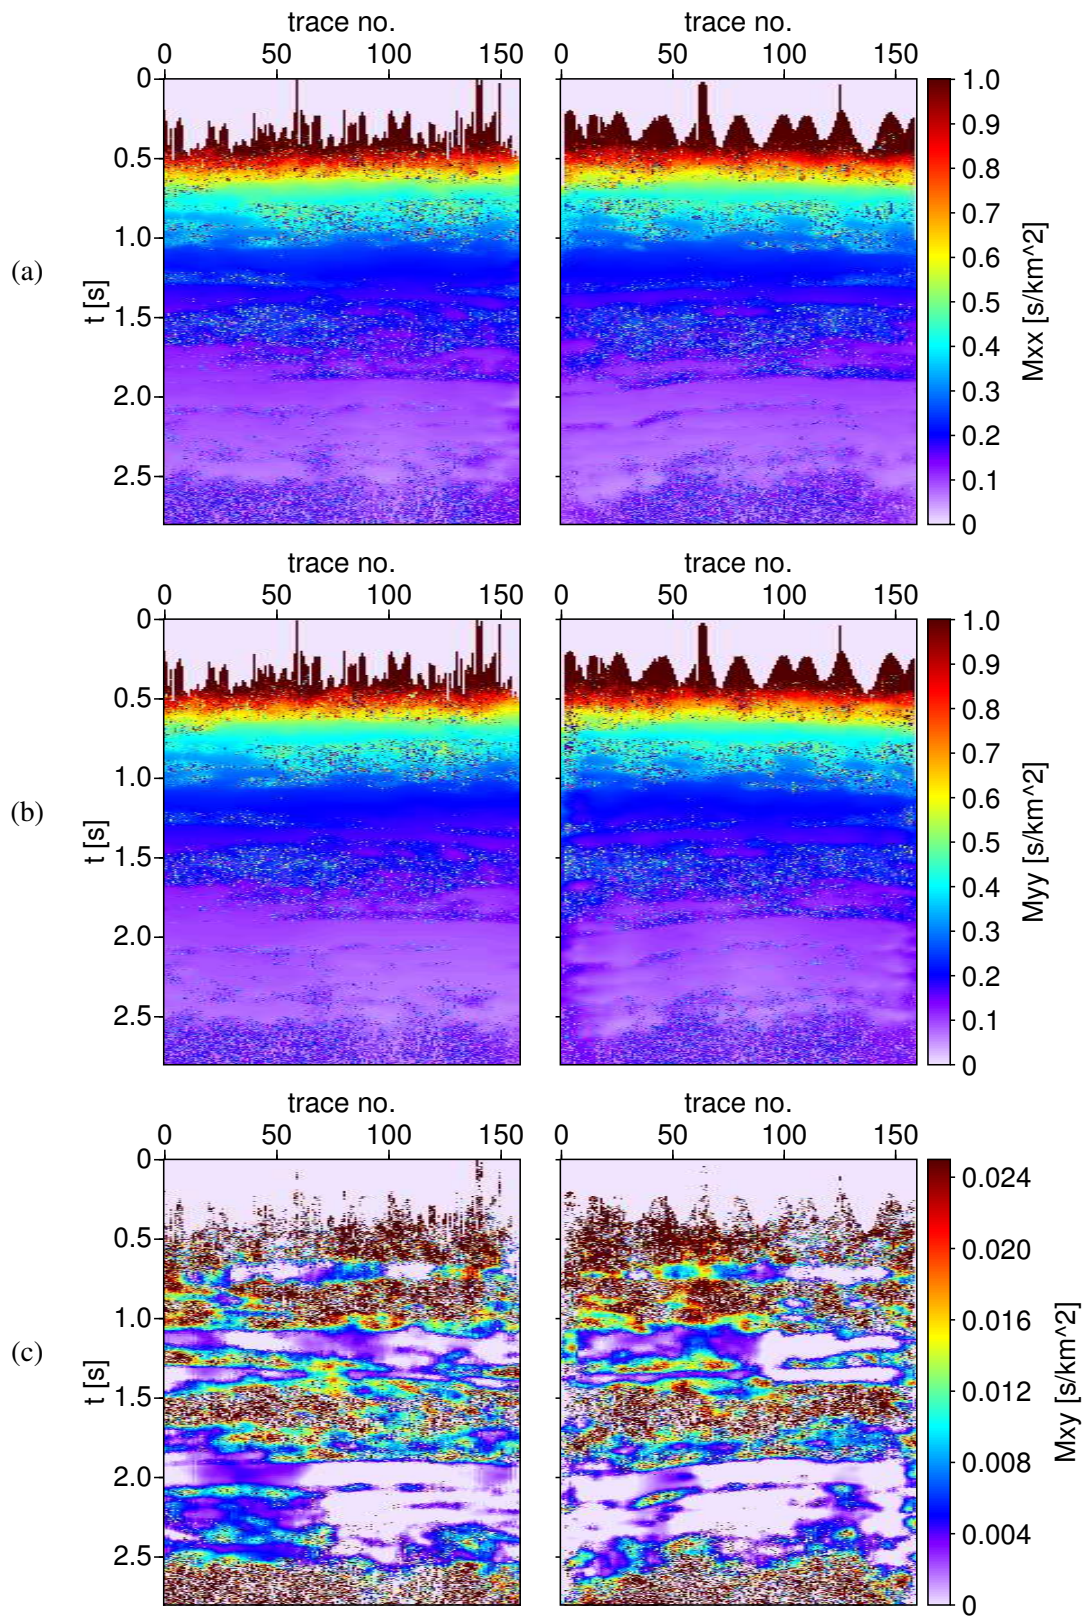 trace no. trace no.
0 50 100 150 0 50 100 150
0 1.0
0.9
0.5 0.8
0.7
1.0 0.6
(a) t [s] 1.5 0.5 Mxx [s/km^2]
0.4
2.0 0.3
0.2
2.5 0.1
0
trace no. trace no.
0 50 100 150 0 50 100 150
0 1.0
0.9
0.5 0.8
0.7
1.0 0.6
(b) t [s] 1.5 0.5 Myy [s/km^2]
0.4
2.0 0.3
0.2
2.5 0.1
0
trace no. trace no.
0 50 100 150 0 50 100 150
0 0.024
0.5 0.020
1.0 0.016
(c) t [s] 1.5 0.012 Mxy [s/km^2]
2.0 0.008
2.5 0.004
0